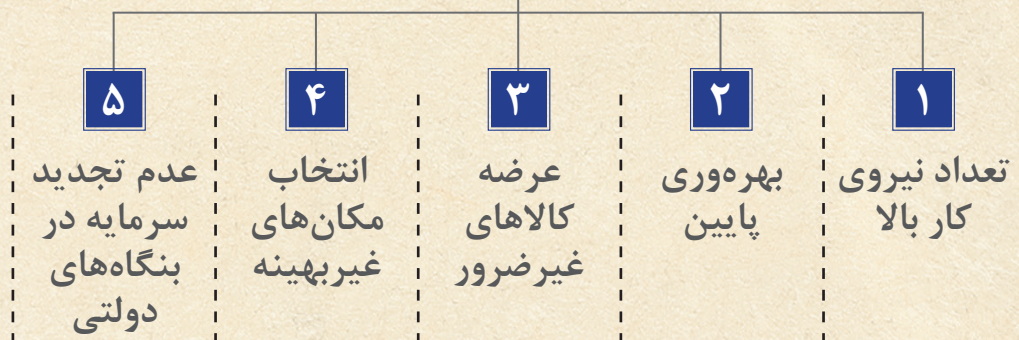 ۱
تعداد نیروی
کار بالا
۲
بهره‌وری
پایین
۳
عرضه
کالاهای
غیرضرور
۴
انتخاب
مکان‌های
غیربهینه
۵
عدم تجدید
سرمایه در
بنگاه‌های
دولتی